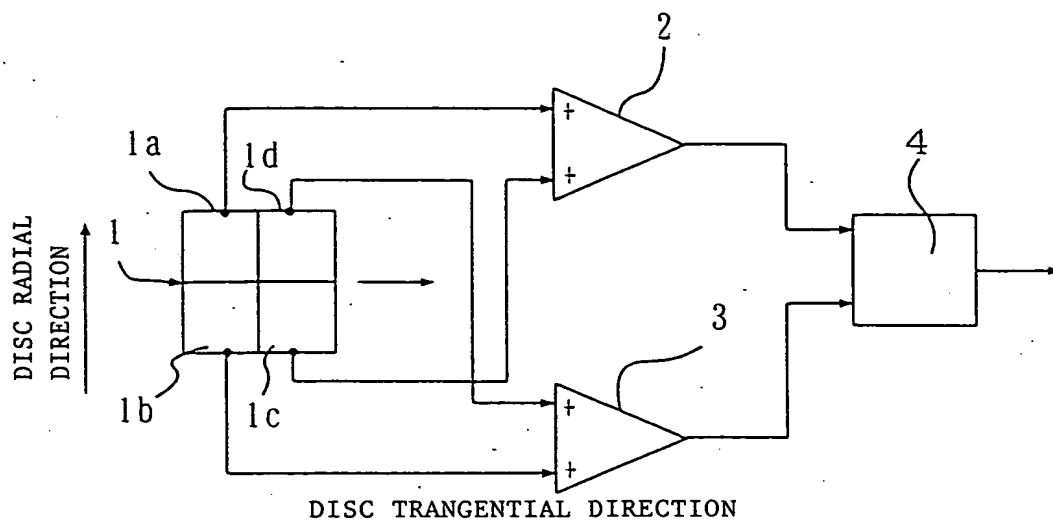 2
1a
1d
4
1
DISC RADIAL
DIRECTION
+
+
3
1b
1c
+
+
DISC TRANGENTIAL DIRECTION